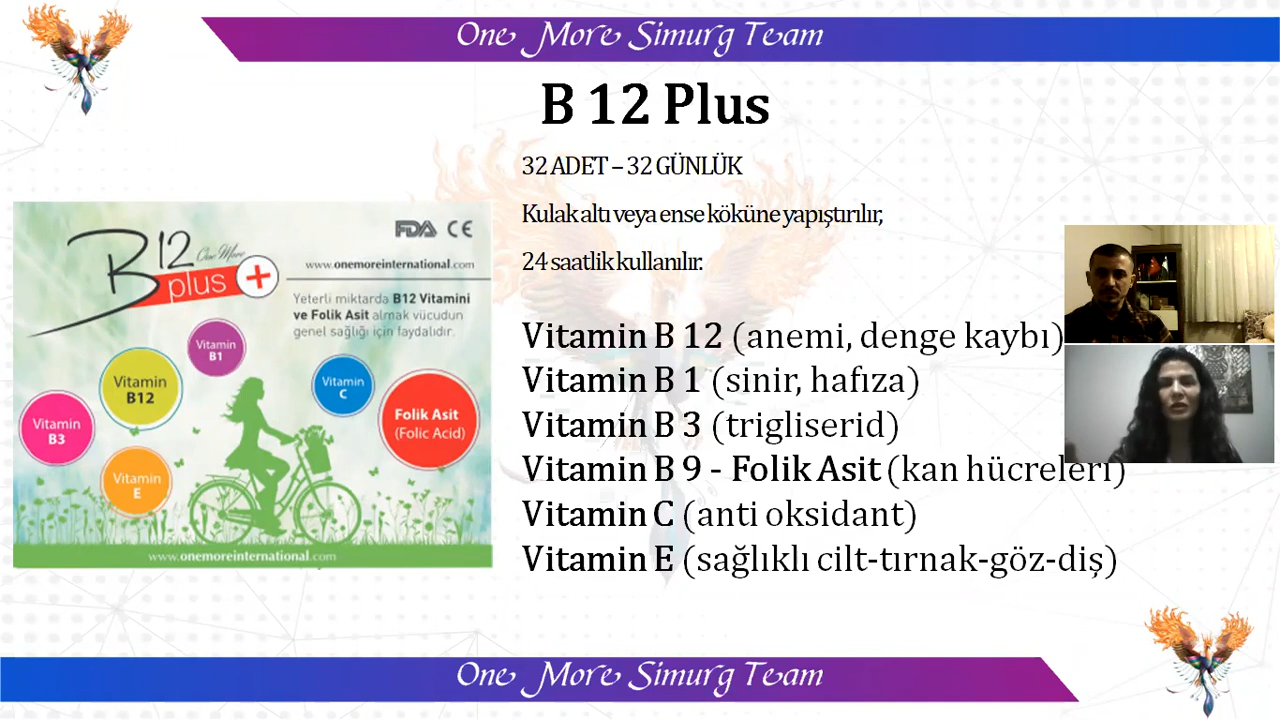 One More Simurg Team
B 12 Plus
32 ADET – 32 GÜNLÜK
Kulak altı veya ense köküne yapıştırılır,
24 saatlik kullanılır.
B12 One More
plus +
FDA CE
www.onemoreinternational.com
Yeterli miktarda B12 Vitamini
ve Folik Asit almak vücudun
genel sağlığı için faydalıdır.
Vitamin
B1
Vitamin
B12
Vitamin
C
Folik Asit
(Folic Acid)
Vitamin
B3
Vitamin
E
www.onemoreinternational.com
Vitamin B 12 (anemi, denge kaybı)
Vitamin B 1 (sinir, hafıza)
Vitamin B 3 (trigliserid)
Vitamin B 9 - Folik Asit (kan hücreleri)
Vitamin C (anti oksidant)
Vitamin E (sağlıklı cilt-tırnak-göz-diş)
One More Simurg Team